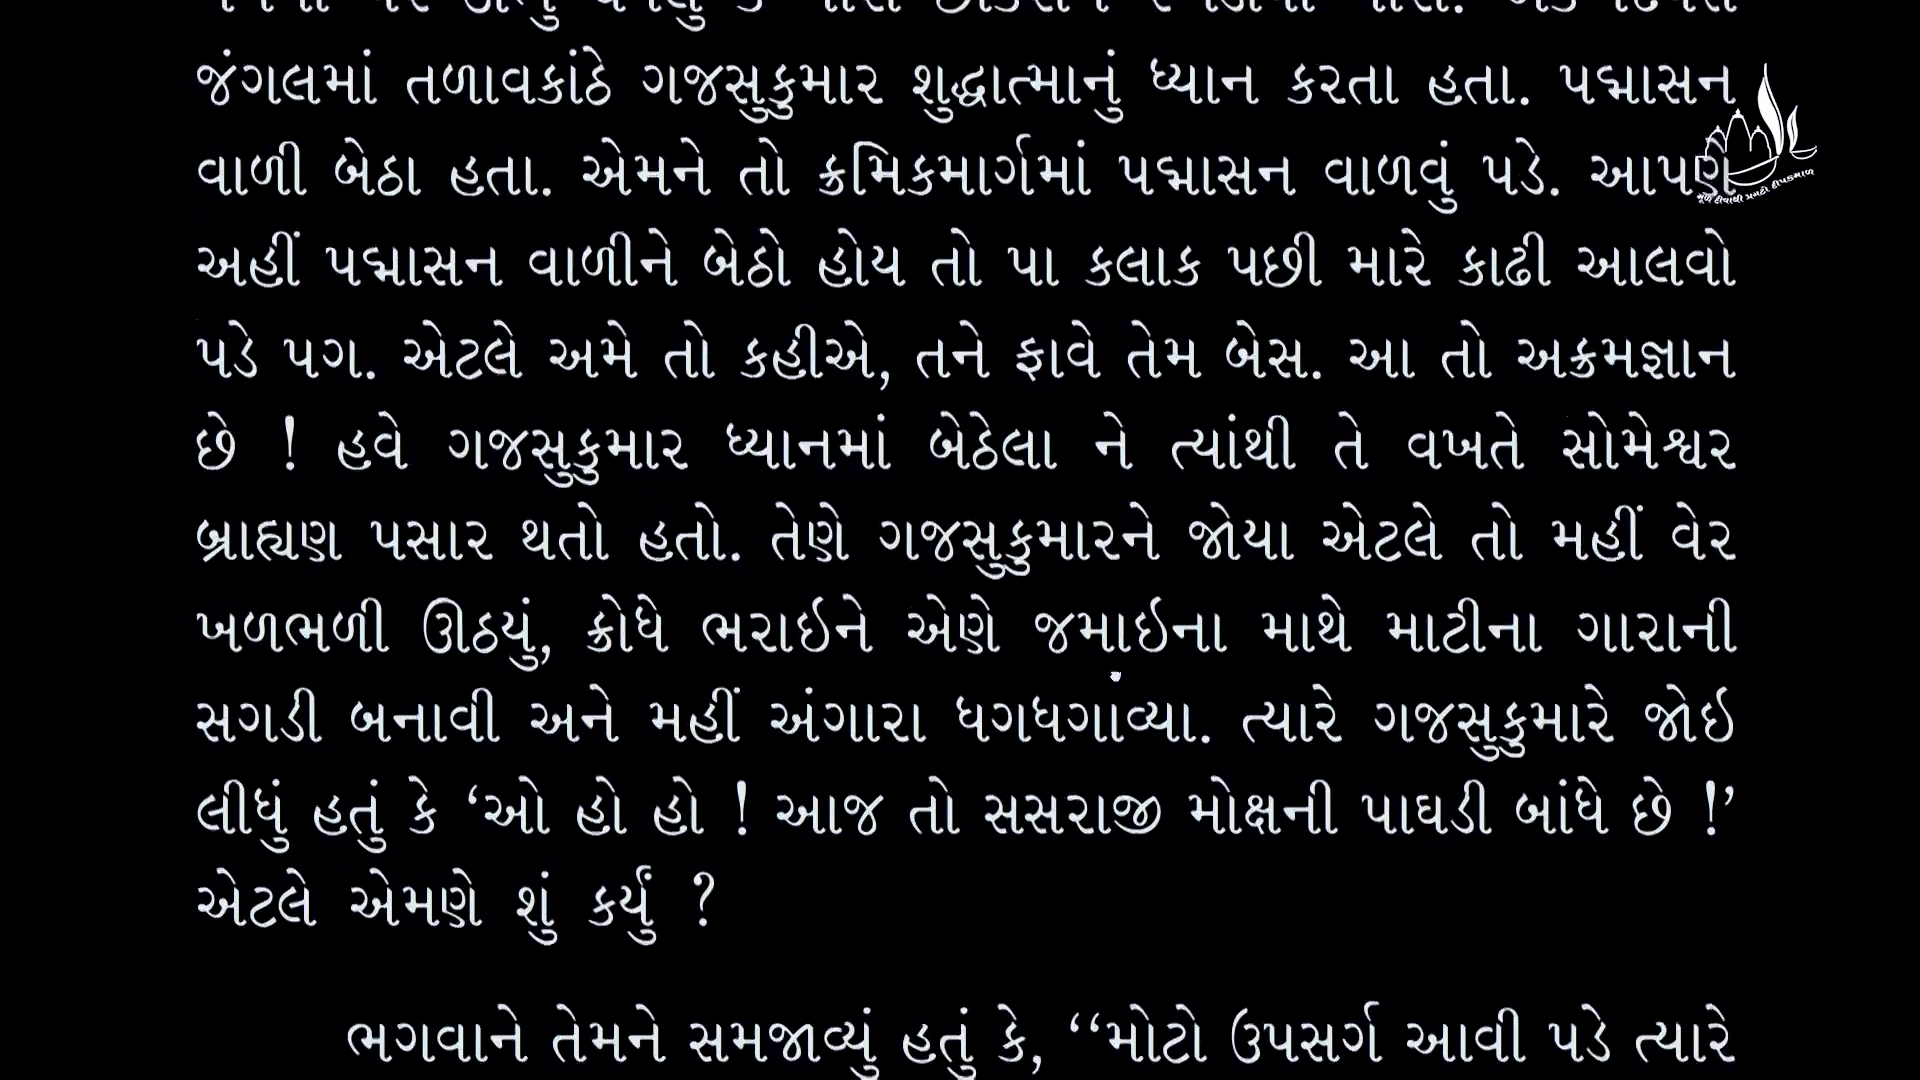 જંગલમાં તળાવકાંઠે ગજસુકુમાર શુદ્ધાત્માનું ધ્યાન કરતા હતા. પદ્માસન
વાળી બેઠા હતા. એમને તો ક્રમિકમાર્ગમાં પદ્માસન વાળવું પડે. આપણે
અહીં પદ્માસન વાળીને બેઠો હોય તો પા કલાક પછી મારે કાઢી આલવો
પડે પગ. એટલે અમે તો કહીએ, તને ફાવે તેમ બેસ. આ તો અક્રમજ્ઞાન
છે ! હવે ગજસુકુમાર ધ્યાનમાં બેઠેલા ને ત્યાંથી તે વખતે સોમેશ્વર
બ્રાહ્મણ પસાર થતો હતો. તેણે ગજસુકુમારને જોયા એટલે તો મહીં વેર
ખળભળી ઊઠયું, ક્રોધે ભરાઇને એણે જમાઇના માથે માટીના ગારાની
સગડી બનાવી અને મહીં અંગારા ધગધગાવ્યા. ત્યારે ગજસુકુમારે જોઇ
લીધું હતું કે ‘ઓ હો હો ! આજ તો સસરાજી મોક્ષની પાઘડી બાંધે છે !’
એટલે એમણે શું કર્યું ?
ભગવાને તેમને સમજાવ્યું હતું કે, ‘‘મોટો ઉપસર્ગ આવી પડે ત્યારે